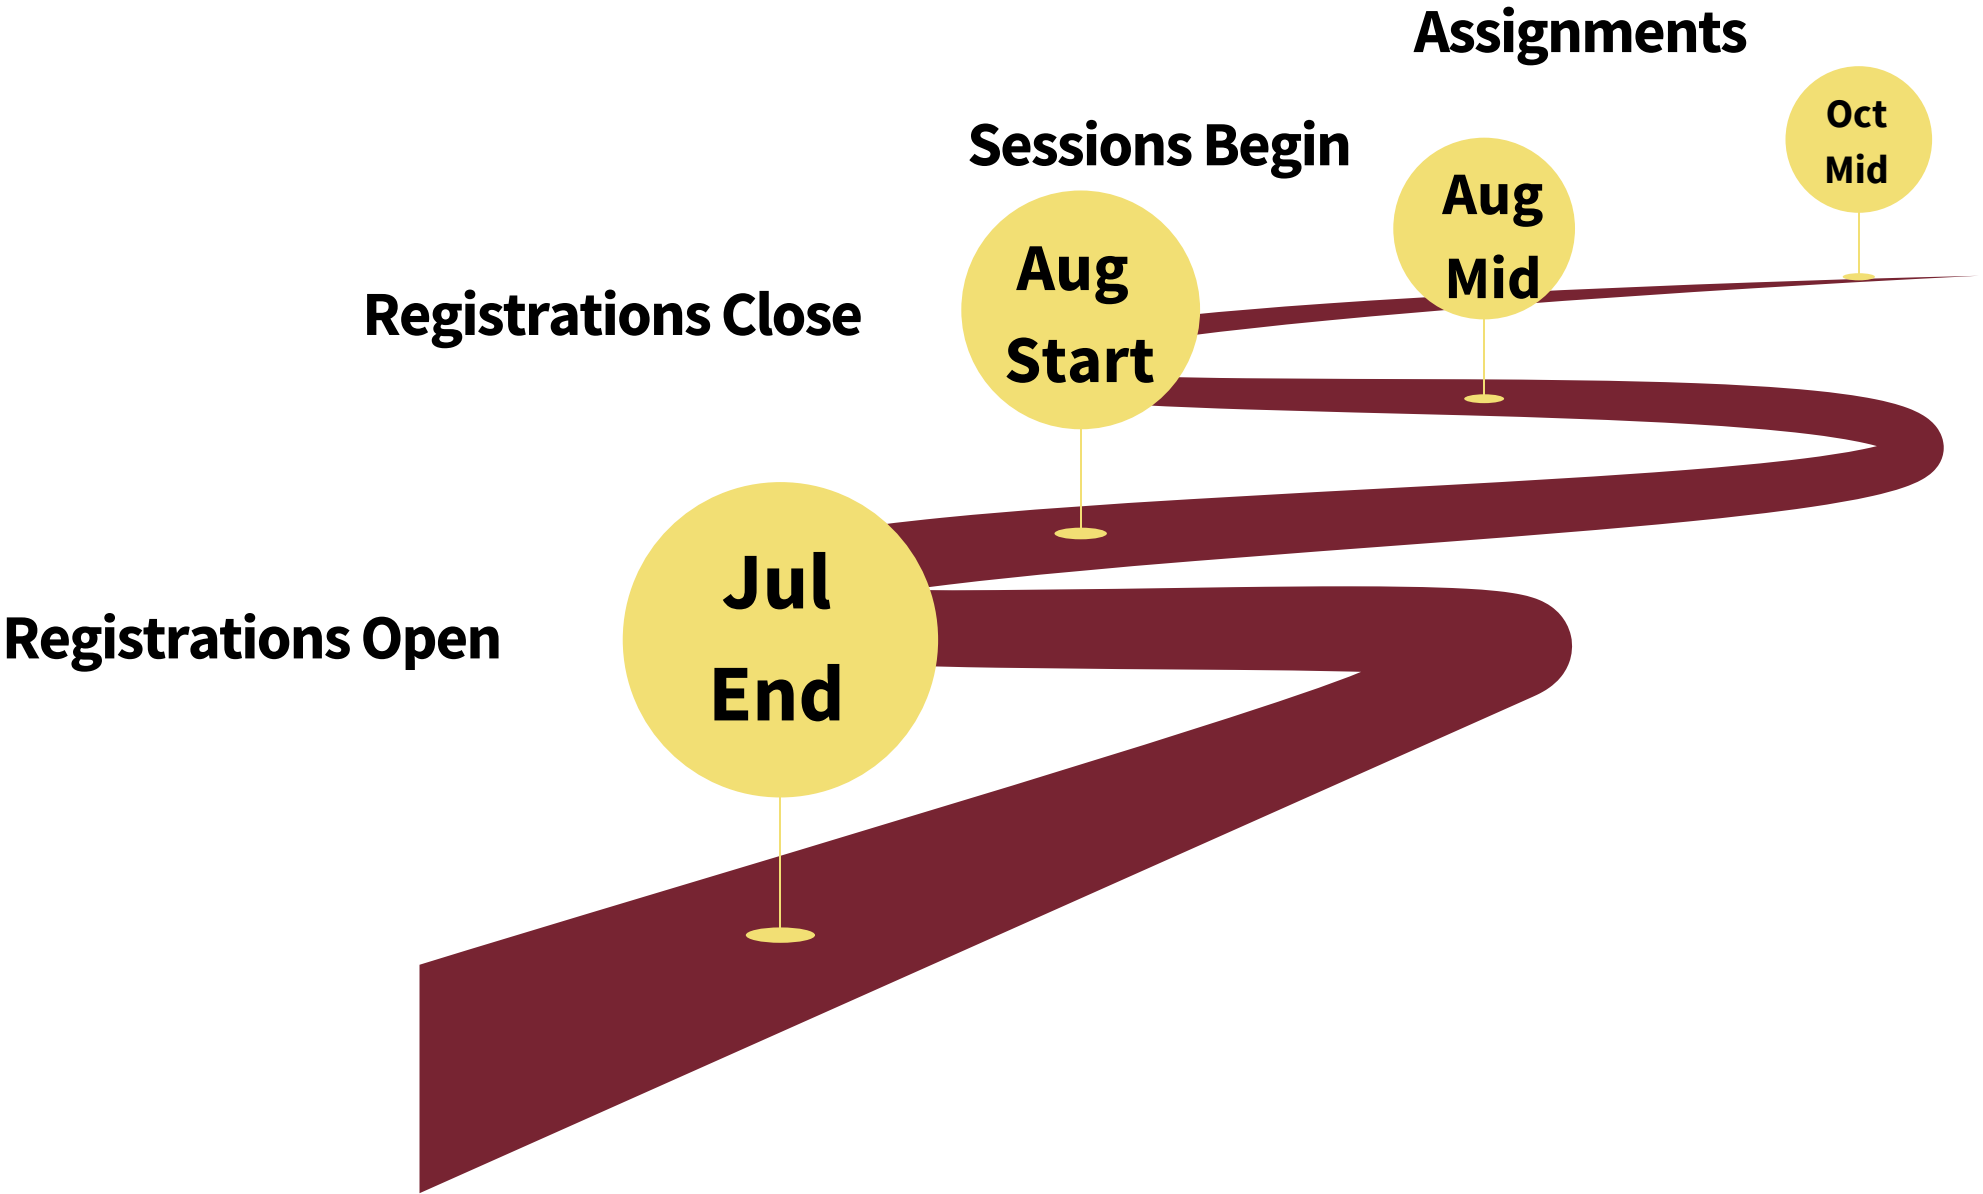 Assignments
Oct
Mid
Sessions Begin
Aug
Mid
Registrations Close
Aug
Start
Registrations Open
Jul
End